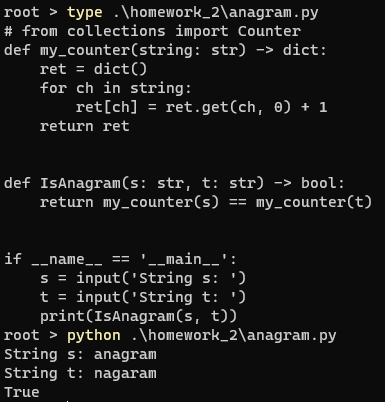 root > type .\homework_2\anagram.py
# from collections import Counter
def my_counter(string: str) -> dict:
    ret = dict()
    for ch in string:
        ret[ch] = ret.get(ch, 0) + 1
    return ret
def IsAnagram(s: str, t: str) -> bool:
    return my_counter(s) == my_counter(t)
if __name__ == '__main__':
    s = input('String s: ')
    t = input('String t: ')
    print(IsAnagram(s, t))
root > python .\homework_2\anagram.py
String s: anagram
String t: nagaram
True